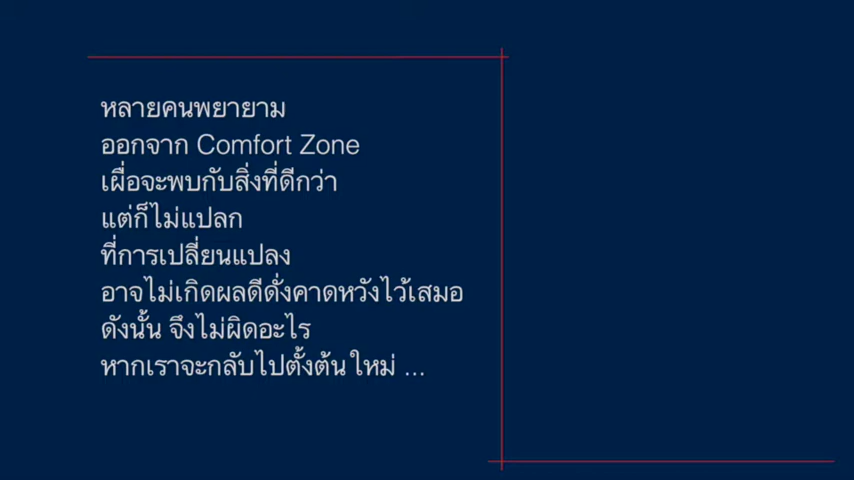 หลายคนพยายาม
ออกจาก Comfort Zone
เผื่อจะพบกับสิ่งที่ดีกว่า
แต่ก็ไม่แปลก
ที่การเปลี่ยนแปลง
อาจไม่เกิดผลดีดั่งคาดหวังไว้เสมอ
ดังนั้น จึงไม่ผิดอะไร
หากเราจะกลับไปตั้งต้น ใหม่ ...